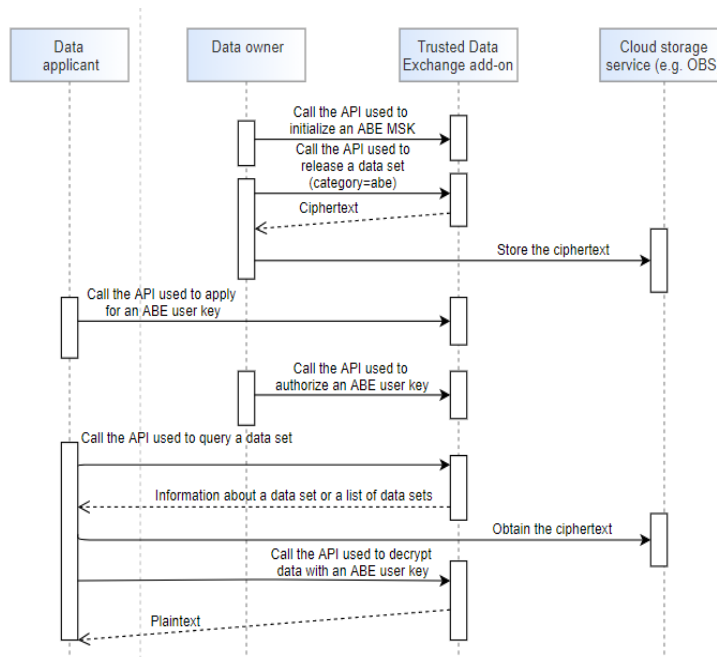 Data
applicant
Data owner
Trusted Data
Exchange add-on
Cloud storage
service (e.g. OBS
Call the API used to
initialize an ABE MSK
Call the API used to
release a data set
(category=abe)
Ciphertext
Store the ciphertext
Call the API used to apply
for an ABE user key
Call the API used to
authorize an ABE user key
Call the API used to query a data set
Information about a data set or a list of data sets
Obtain the ciphertext
Call the API used to decrypt
data with an ABE user key
Plaintext